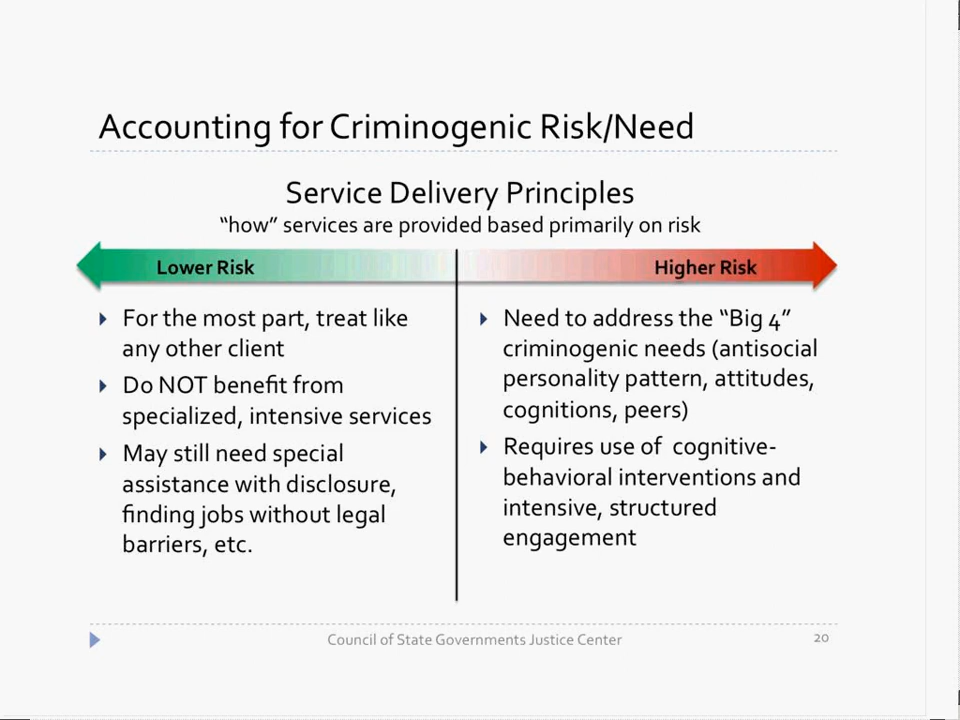 Accounting for Criminogenic Risk/Need
Service Delivery Principles
“how” services are provided based primarily on risk
Lower Risk
Higher Risk
For the most part, treat like
any other client
Do NOT benefit from
specialized, intensive services
May still need special
assistance with disclosure,
finding jobs without legal
barriers, etc.
Need to address the “Big 4”
criminogenic needs (antisocial
personality pattern, attitudes,
cognitions, peers)
Requires use of cognitive-
behavioral interventions and
intensive, structured
engagement
Council of State Governments Justice Center
20